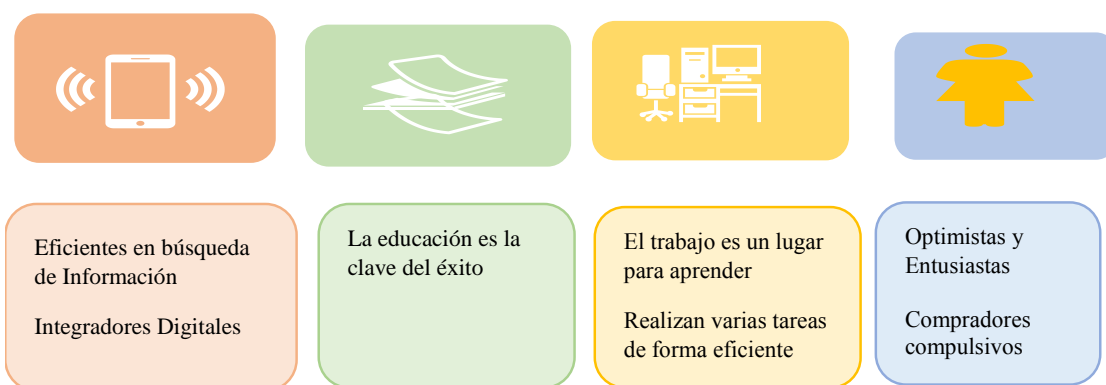 Eficientes en búsqueda
de Información
Integradores Digitales
La educación es la
clave del éxito
El trabajo es un lugar
para aprender
Realizan varias tareas
de forma eficiente
Optimistas y
Entusiastas
Compradores
compulsivos